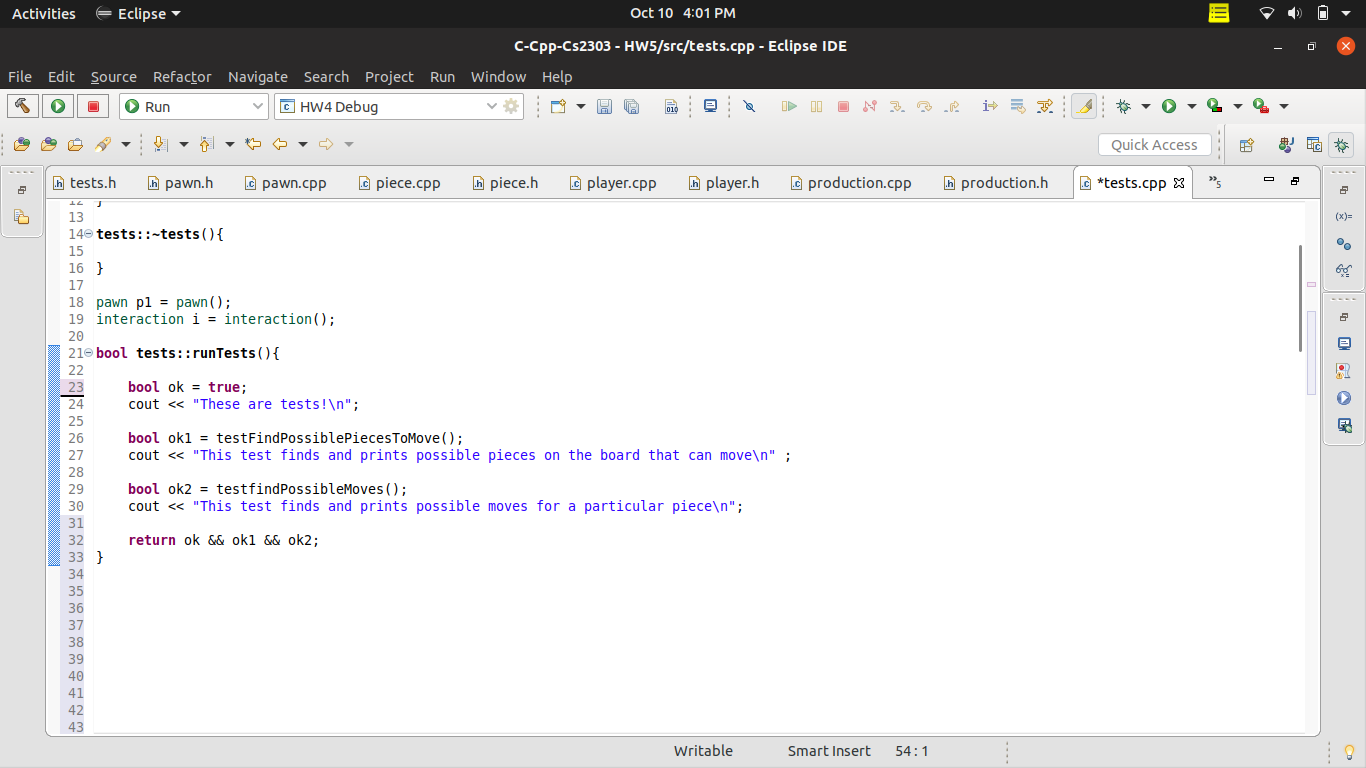 Activities Eclipse Oct 10 4:01 PM
C-Cpp-Cs2303 - HW5/src/tests.cpp - Eclipse IDE
File Edit Source Refactor Navigate Search Project Run Window Help
Run HW4 Debug
Quick Access
tests.h pawn.h pawn.cpp piece.cpp piece.h player.cpp player.h production.cpp production.h *tests.cpp »5
12 }
13
14 tests::~tests(){
15
16 }
17
18 pawn p1 = pawn();
19 interaction i = interaction();
20
21 bool tests::runTests(){
22
23 bool ok = true;
24 cout << "These are tests!\n";
25
26 bool ok1 = testFindPossiblePiecesToMove();
27 cout << "This test finds and prints possible pieces on the board that can move\n" ;
28
29 bool ok2 = testfindPossibleMoves();
30 cout << "This test finds and prints possible moves for a particular piece\n";
31
32 return ok && ok1 && ok2;
33 }
34
35
36
37
38
39
40
41
42
43
Writable Smart Insert 54 : 1